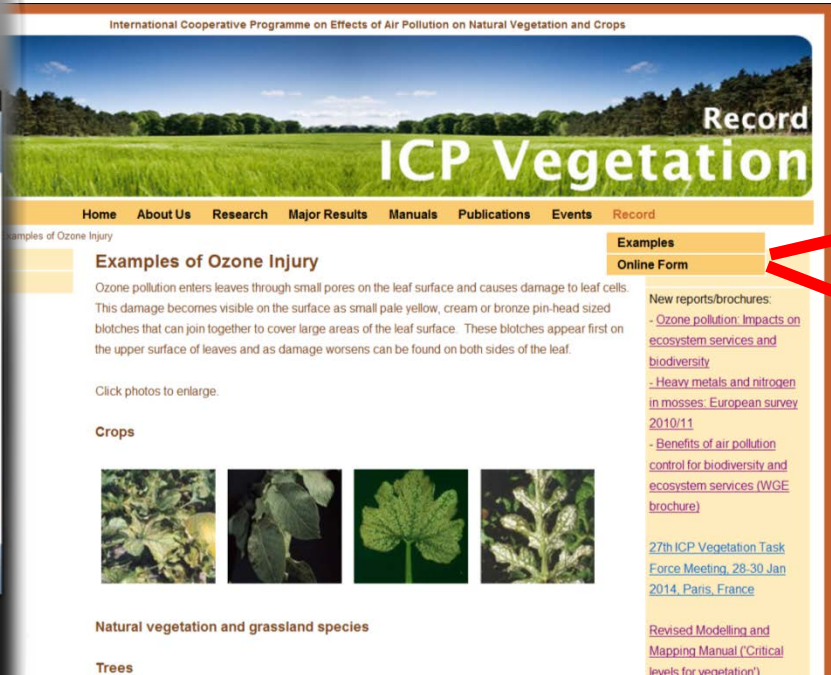 International Cooperative Programme on Effects of Air Pollution on Natural Vegetation and Crops
Record
ICP Vegetation
Home About Us Research Major Results Manuals Publications Events Record
Examples of Ozone Injury
Examples
Online Form
Examples of Ozone Injury
Ozone pollution enters leaves through small pores on the leaf surface and causes damage to leaf cells.
This damage becomes visible on the surface as small pale yellow, cream or bronze pin-head sized
blotches that can join together to cover large areas of the leaf surface. These blotches appear first on
the upper surface of leaves and as damage worsens can be found on both sides of the leaf.
Click photos to enlarge.
Crops
Natural vegetation and grassland species
Trees
New reports/brochures:
- Ozone pollution: Impacts on
ecosystem services and
biodiversity
- Heavy metals and nitrogen
in mosses: European survey
2010/11
- Benefits of air pollution
control for biodiversity and
ecosystem services (WGE
brochure)
27th ICP Vegetation Task
Force Meeting, 28-30 Jan
2014, Paris, France
Revised Modelling and
Mapping Manual ('Critical
levels for vegetation')